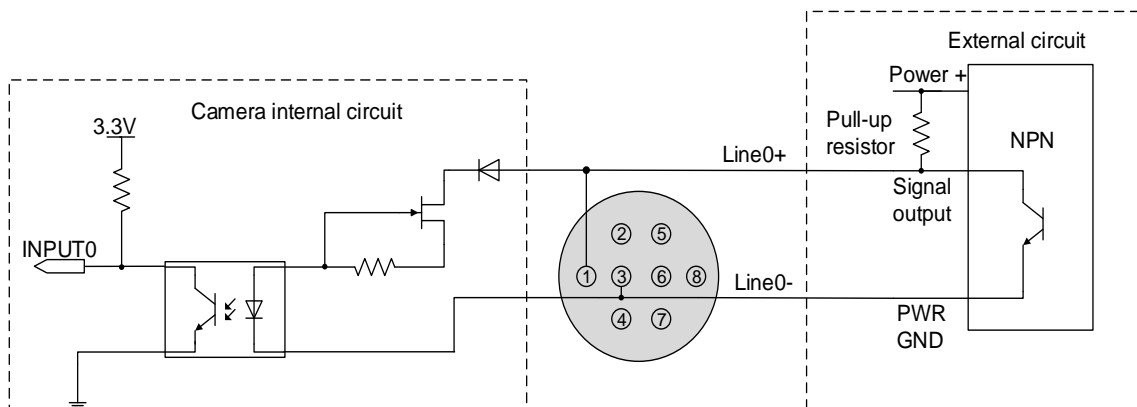 External circuit
Power +
Camera internal circuit
3.3V
Pull-up
resistor
NPN
Line0+
Signal
output
INPUT0
2
5
1
3
6
8
Line0-
4
7
PWR
GND